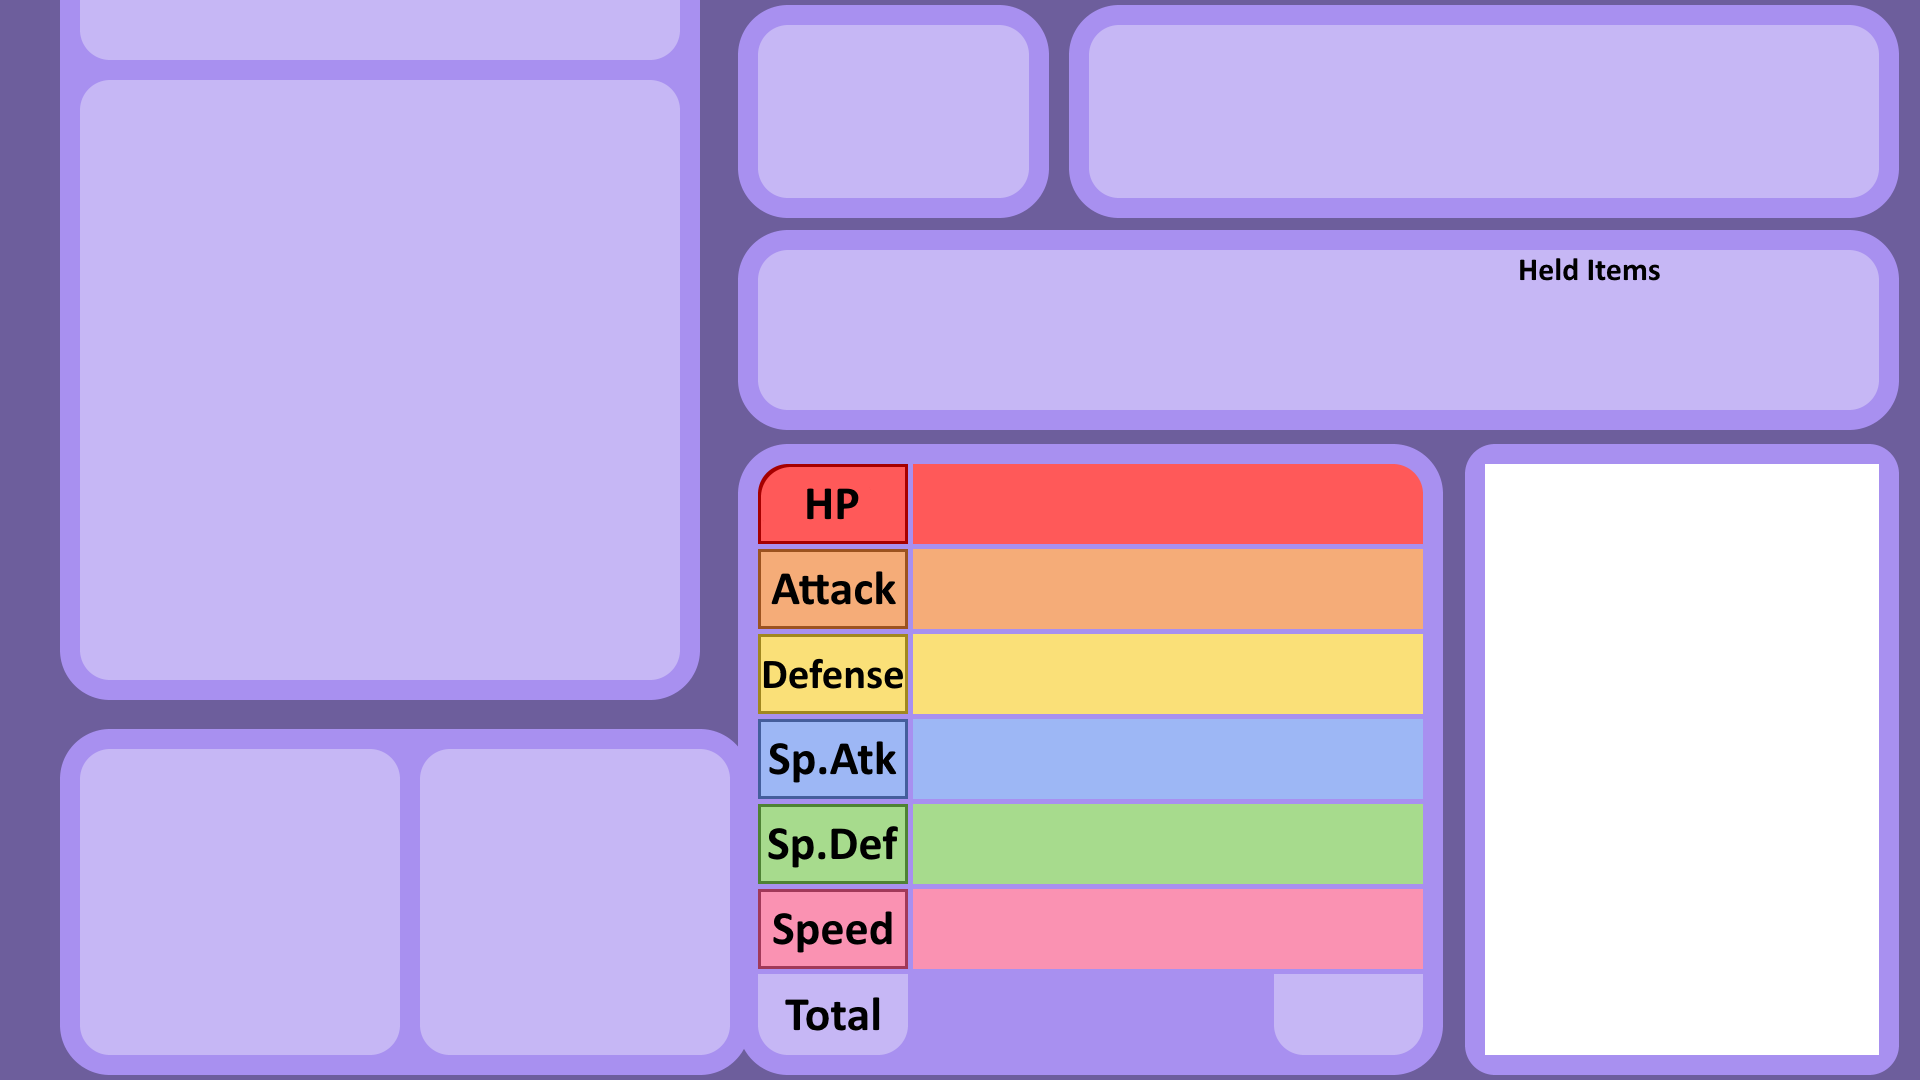 Held Items
HP
Attack
Defense
Sp.Atk
Sp.Def
Speed
Total